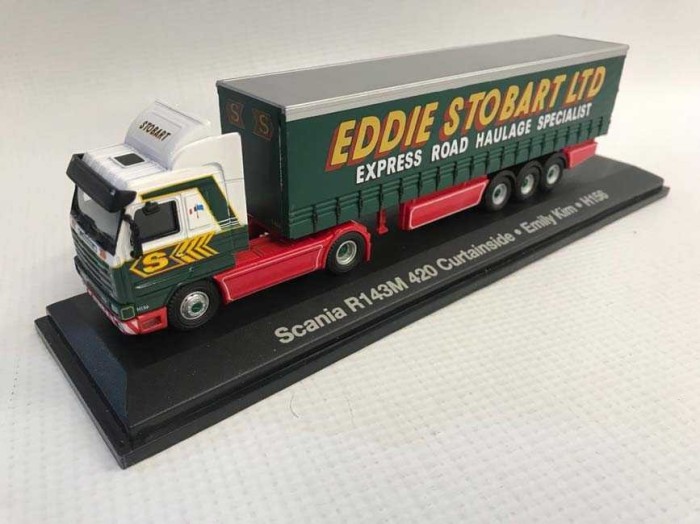 STOBART
S
S
EDDIE STOBART LTD
EXPRESS ROAD HAULAGE SPECIALIST
S
Scania R143M 420 Curtainside • Emily Kim • H156